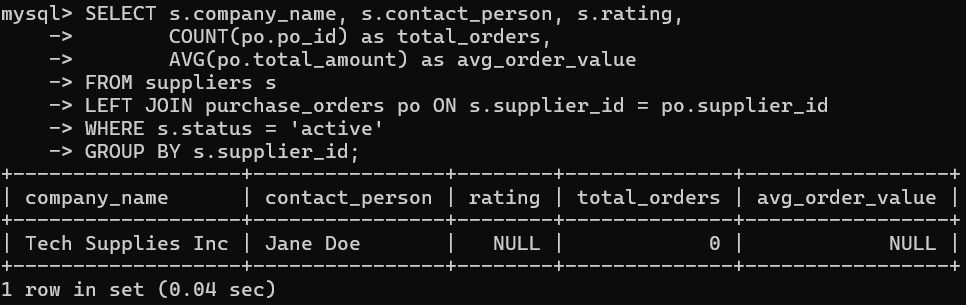 mysql> SELECT s.company_name, s.contact_person, s.rating,
    ->        COUNT(po.po_id) as total_orders,
    ->        AVG(po.total_amount) as avg_order_value
    -> FROM suppliers s
    -> LEFT JOIN purchase_orders po ON s.supplier_id = po.supplier_id
    -> WHERE s.status = 'active'
    -> GROUP BY s.supplier_id;
+-------------------+----------------+--------+--------------+-----------------+
| company_name      | contact_person | rating | total_orders | avg_order_value |
+-------------------+----------------+--------+--------------+-----------------+
| Tech Supplies Inc | Jane Doe       |   NULL |            0 |            NULL |
+-------------------+----------------+--------+--------------+-----------------+
1 row in set (0.04 sec)